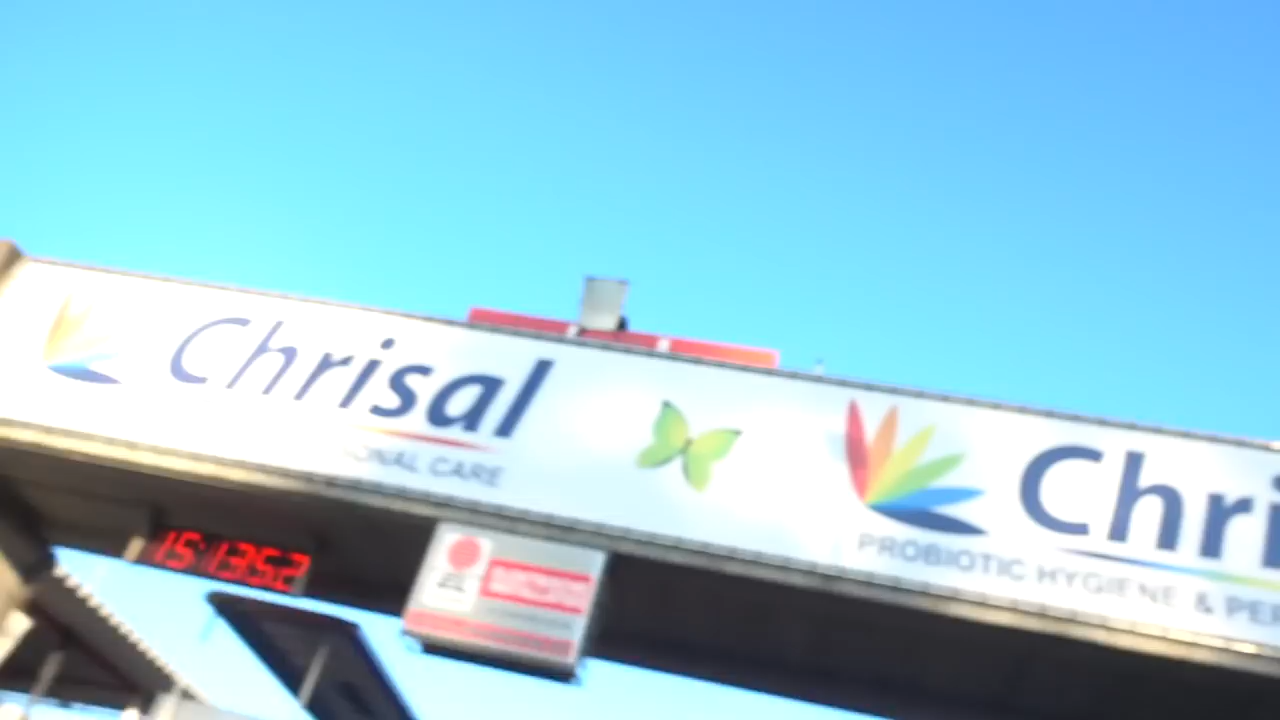 Chrisal
ONAL CARE
Chri
PROBIOTIC HYGIENE & PER
15:13:52